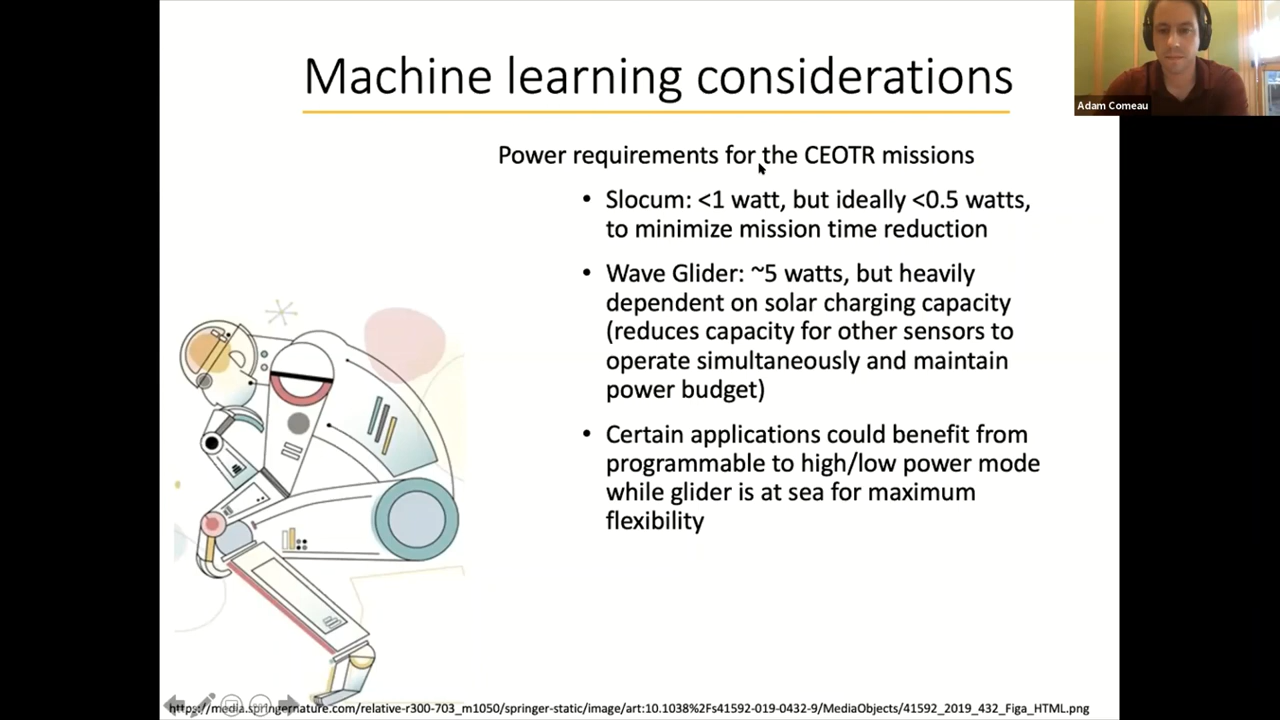 Machine learning considerations
Adam Comeau
Power requirements for the CEOTR missions
• Slocum: <1 watt, but ideally <0.5 watts,
to minimize mission time reduction
• Wave Glider: ~5 watts, but heavily
dependent on solar charging capacity
(reduces capacity for other sensors to
operate simultaneously and maintain
power budget)
• Certain applications could benefit from
programmable to high/low power mode
while glider is at sea for maximum
flexibility
https://media.springernature.com/relative-r300-703_m1050/springer-static/image/art:10.1038%2Fs41592-019-0432-9/MediaObjects/41592_2019_432_Figa_HTML.png